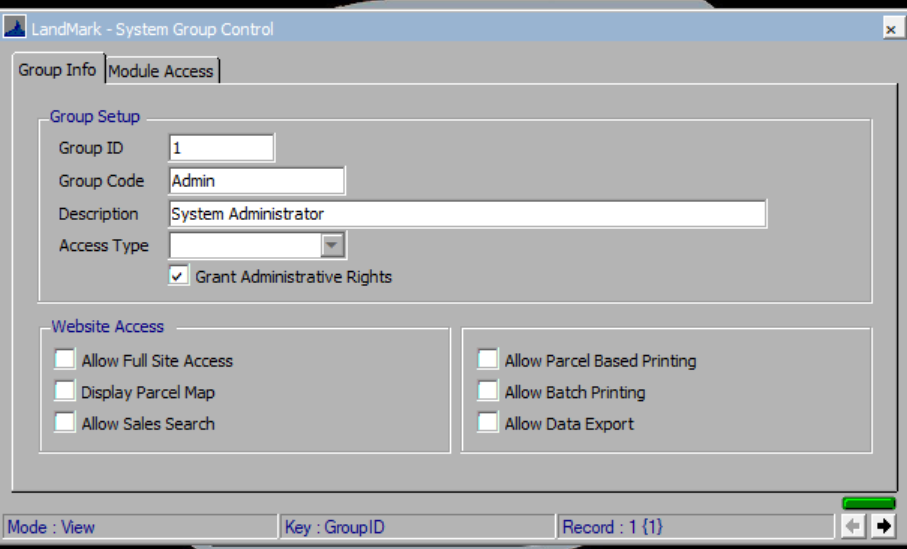 LandMark - System Group Control
Group Info Module Access
Group Setup
Group ID 1
Group Code Admin
Description System Administrator
Access Type
Grant Administrative Rights
Website Access
Allow Full Site Access
Display Parcel Map
Allow Sales Search
Allow Parcel Based Printing
Allow Batch Printing
Allow Data Export
Mode : View Key : GroupID Record : 1 {1}